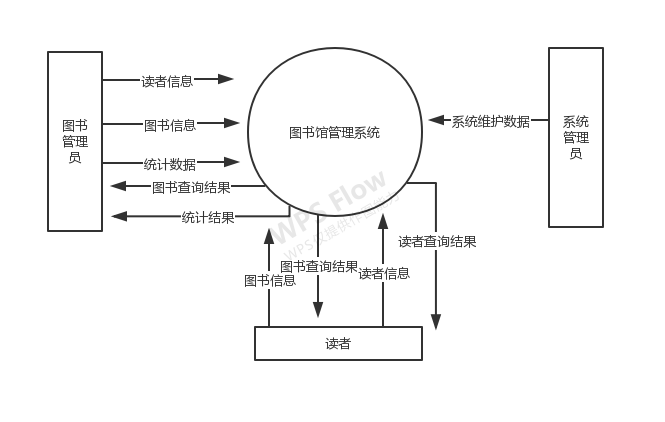 读者信息
图书信息
统计数据
图书查询结果
统计结果
图书
管理
员
图书馆管理系统
系统维护数据
系统
管理
员
图书信息
图书查询结果
读者信息
读者查询结果
读者
WPS Flow